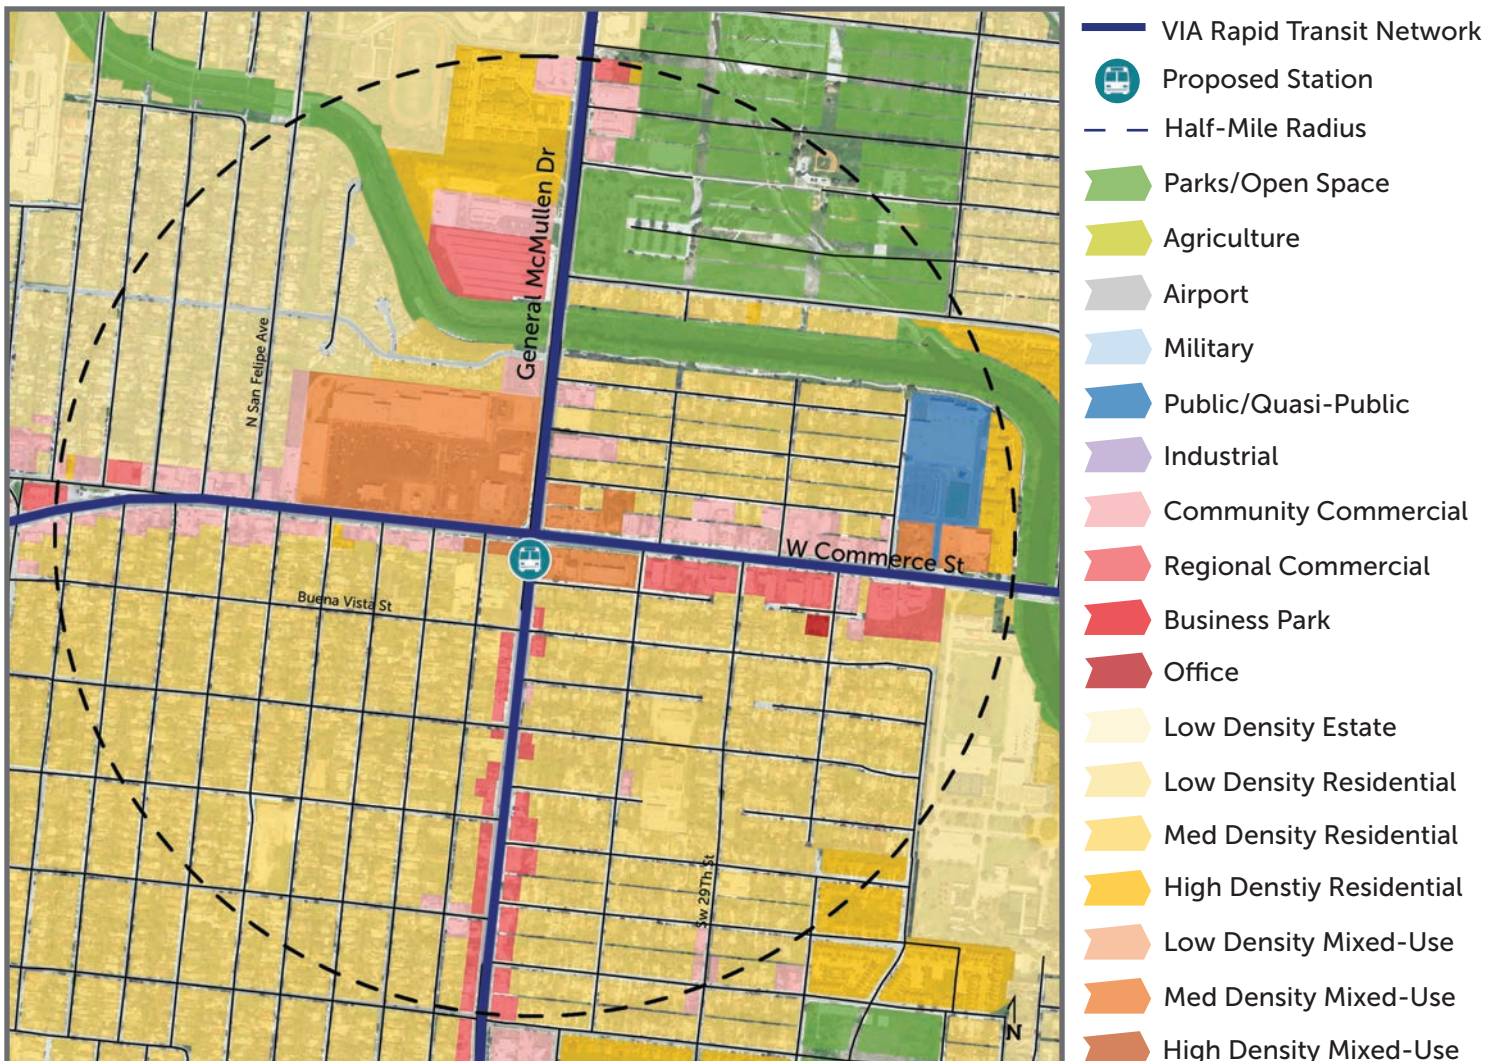 General McMullen Dr
N San Felipe Ave
W Commerce St
Buena Vista St
Sw 29Th St
N
VIA Rapid Transit Network
Proposed Station
Half-Mile Radius
Parks/Open Space
Agriculture
Airport
Military
Public/Quasi-Public
Industrial
Community Commercial
Regional Commercial
Business Park
Office
Low Density Estate
Low Density Residential
Med Density Residential
High Denstiy Residential
Low Density Mixed-Use
Med Density Mixed-Use
High Density Mixed-Use